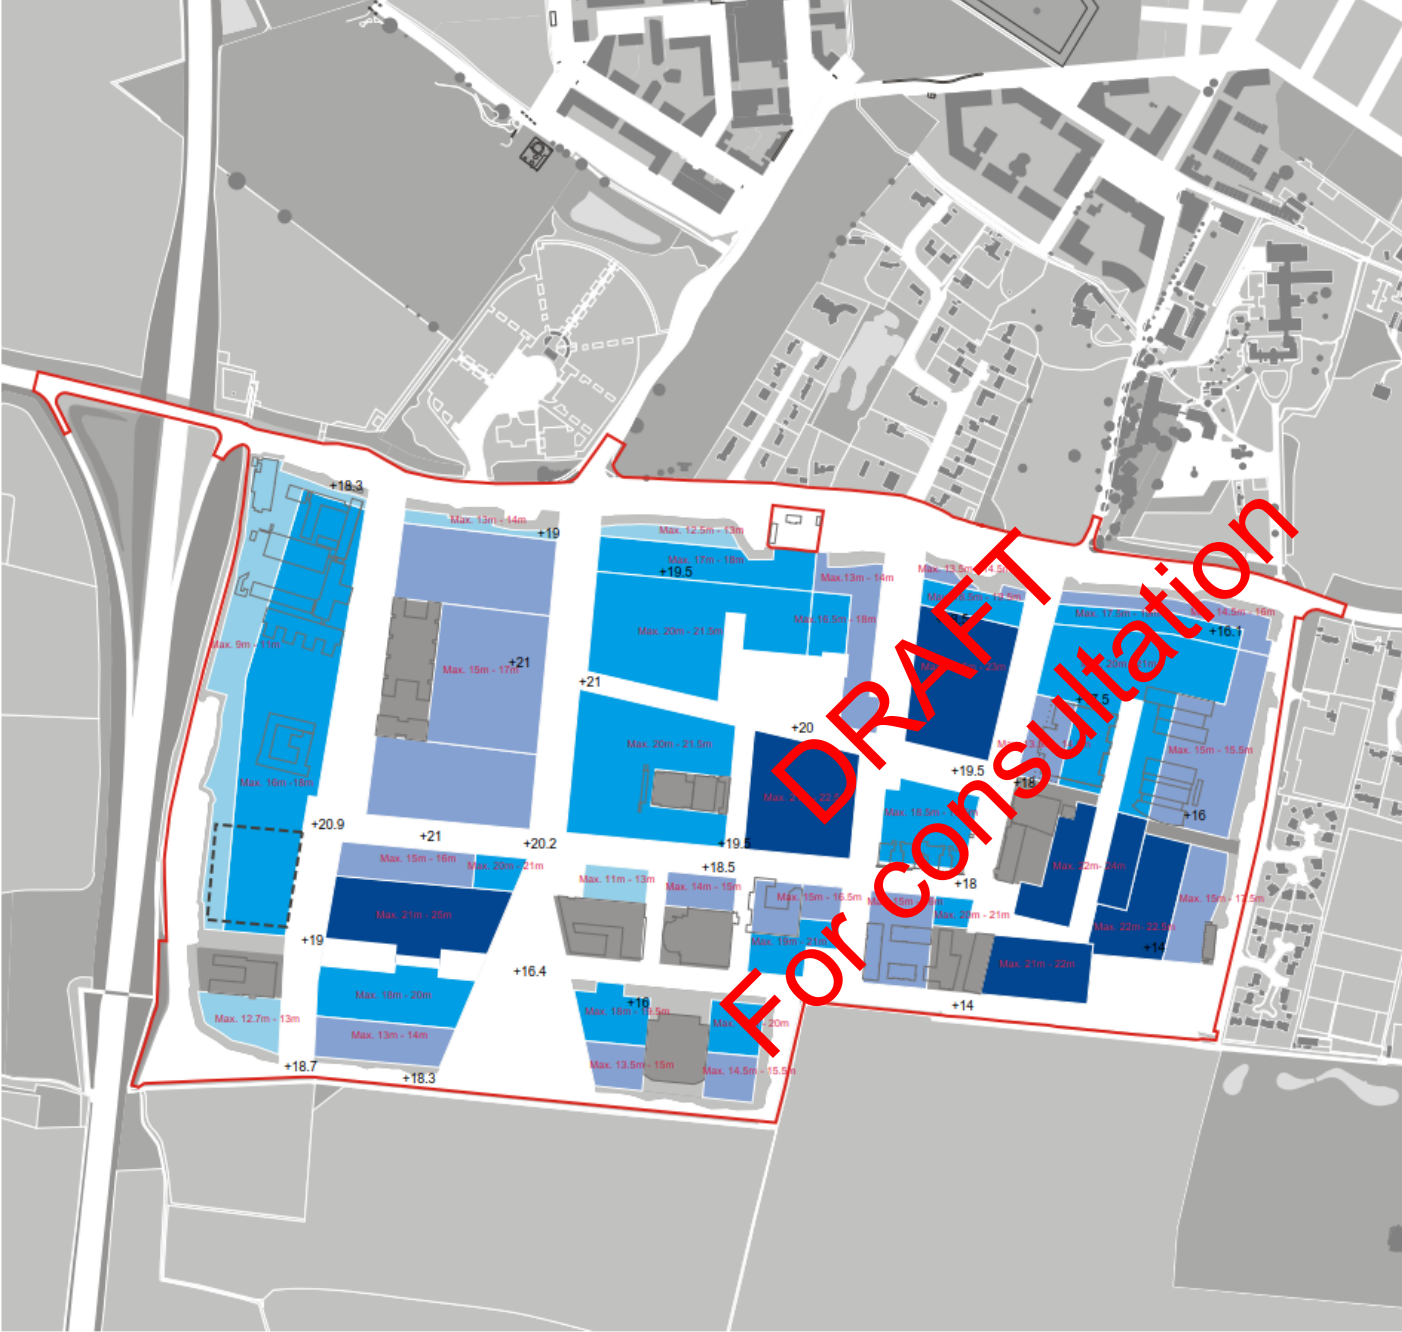 +18.3
Max. 13m - 14m
+19
Max. 12.5m - 13m
Max. 17m - 18m
+19.5
Max.13m - 14m
Max. 20m - 21.5m
Max.16.5m - 18m
Max. 9m - 11m
Max. 15m - 17m
+21
+21
+20
+16.1
Max. 20m - 21.5m
+19.5
Max. 15m - 15.5m
+18
+16
Max. 16m -18m
+20.9
+21
+20.2
+19.5
+18.5
Max. 15m - 16m
Max. 20m - 21m
Max. 11m - 13m
Max. 14m - 15m
Max. 15m - 16.5m
+18
Max. 22m- 24m
Max. 21m - 25m
Max. 20m - 21m
Max. 15m - 17.5m
Max. 22m- 22.5m
+14
+19
Max. 19m - 21m
Max. 21m - 22m
+16.4
Max. 18m - 20m
+16
Max. 18m - 19.5m
+14
Max. 12.7m - 13m
Max. 13m - 14m
Max. 13.5m - 15m
Max. 14.5m - 15.5m
+18.7
+18.3
DRAFT
For consultation